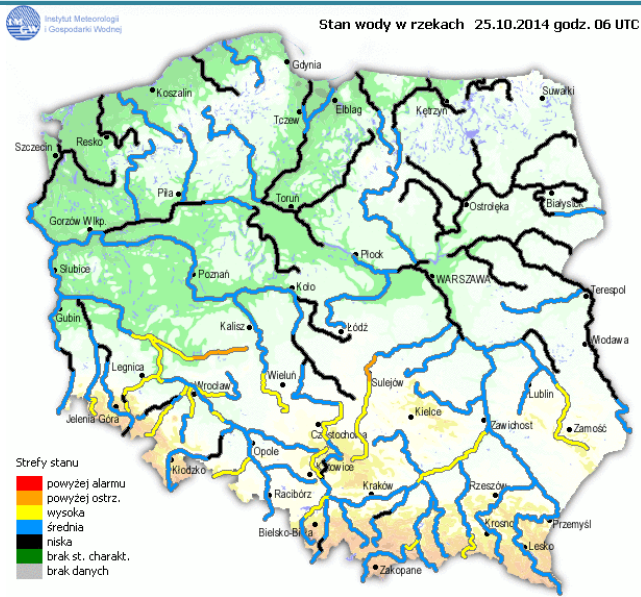 Instytut Meteorologii
i Gospodarki Wodnej
Stan wody w rzekach 25.10.2014 godz. 06 UTC
Gdynia
Koszalin
Suwałki
Elbląg
Kętrzyn
Tczew
Resko
Szczecin
Piła
Toruń
Ostrołęka
Białystok
Gorzów Wlkp.
Płock
Słubice
Poznań
WARSZAWA
Koło
Terespol
Gubin
Kalisz
Łódź
Włodawa
Legnica
Wieluń
Sulejów
Wrocław
Lublin
Jelenia Góra
Kielce
Zawichost
Zamość
Częstochowa
Opole
Kłodzko
Katowice
Racibórz
Kraków
Rzeszów
Bielsko-Biała
Krosno
Przemyśl
Lesko
Zakopane
Strefy stanu
powyżej alarmu
powyżej ostrz.
wysoka
średnia
niska
brak st. charakt.
brak danych